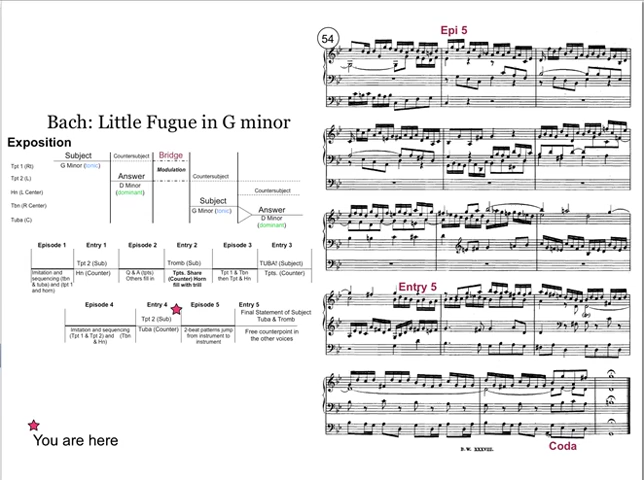 Bach: Little Fugue in G minor
Exposition
Subject
Countersubject
Bridge
Tpt 1 (Rt)
G Minor (tonic)
Modulation
Tpt 2 (L)
Answer
Countersubject
D Minor
(dominant)
Hn (L Center)
Countersubject
Subject
Tbn (R Center)
G Minor (tonic)
Answer
Tuba (C)
D Minor
(dominant)
Episode 1 Entry 1 Episode 2 Entry 2 Episode 3 Entry 3
Tpt 2 (Sub) Tromb (Sub) TUBA! (Subject)
Imitation and
sequencing (tbn
& tuba) and (tpt 1
and horn)
Hn (Counter)
Q & A (tpts)
Others fill in
Tpts. Share
(Counter) Horn
fill with trill
Tpt 1 & Tbn
then Tpt & Hn
Tpts. (Counter)
Episode 4 Entry 4 Episode 5 Entry 5
Tpt 2 (Sub)
Final Statement of Subject
Tuba & Tromb
Imitation and sequencing
(Tpt 1 & Tpt 2) and (Tbn
& Hn)
Tuba (Counter)
2-beat patterns jump
from instrument to
instrument
Free counterpoint in
the other voices
You are here
54
Epi 5
Entry 5
B.W. XXXVIII.
Coda